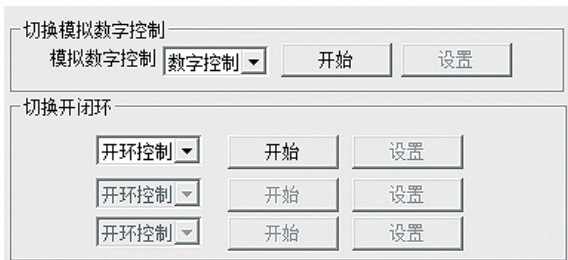 切换模拟数字控制
模拟数字控制 数字控制 开始 设置
切换开闭环
开环控制 开始 设置
开环控制 开始 设置
开环控制 开始 设置